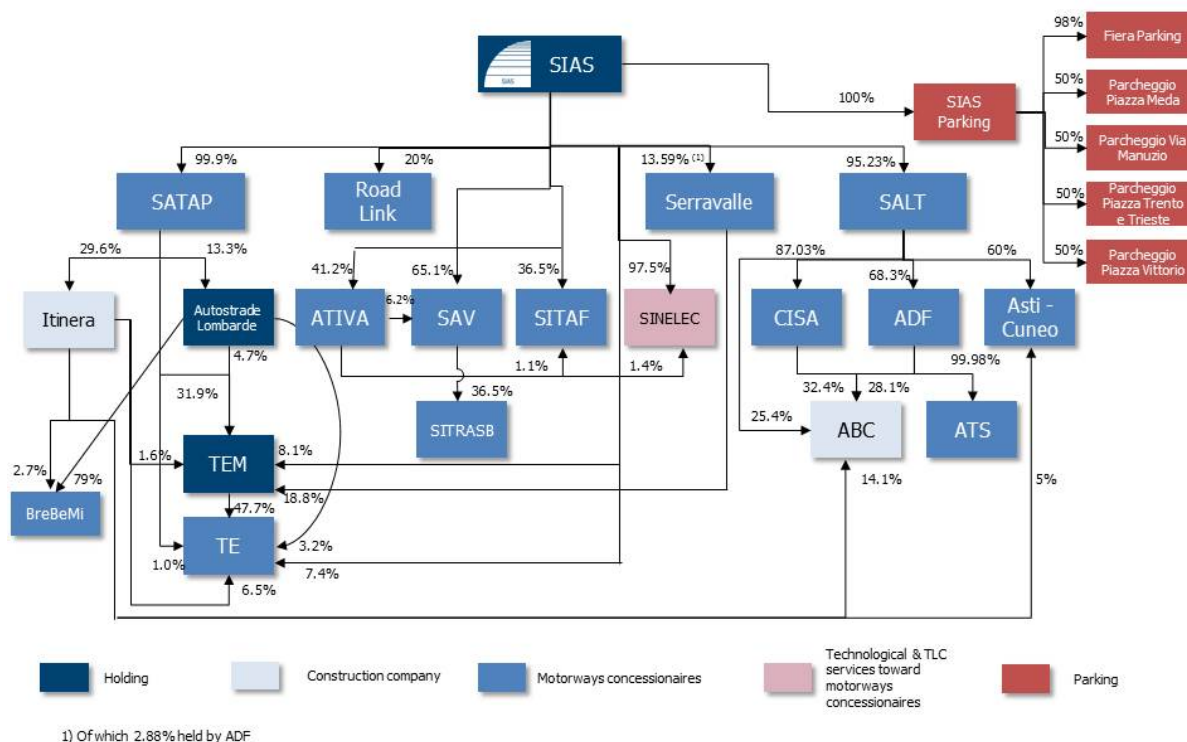 SIAS
SIAS
100%
SIAS
Parking
98%
Fiera Parking
50%
Parcheggio
Piazza Meda
50%
Parcheggio Via
Manuzio
50%
Parcheggio
Piazza Trento
e Trieste
50%
Parcheggio
Piazza Vittorio
99.9%
20%
13.59% (1)
95.23%
SATAP
Road
Link
Serravalle
SALT
29.6%
13.3%
41.2%
65.1%
36.5%
97.5%
87.03%
68.3%
60%
Itinera
Autostrade
Lombarde
ATIVA
6.2%
SAV
SITAF
SINELEC
CISA
ADF
Asti -
Cuneo
4.7%
1.1%
1.4%
99.98%
31.9%
36.5%
32.4%
28.1%
SITRASB
25.4%
ABC
ATS
1.6%
TEM
8.1%
2.7%
79%
18.8%
14.1%
5%
BreBeMi
47.7%
TE
3.2%
1.0%
7.4%
6.5%
Holding
Construction company
Motorways concessionaires
Technological & TLC
services toward
motorways
concessionaires
Parking
1) Of which 2.88% held by ADF